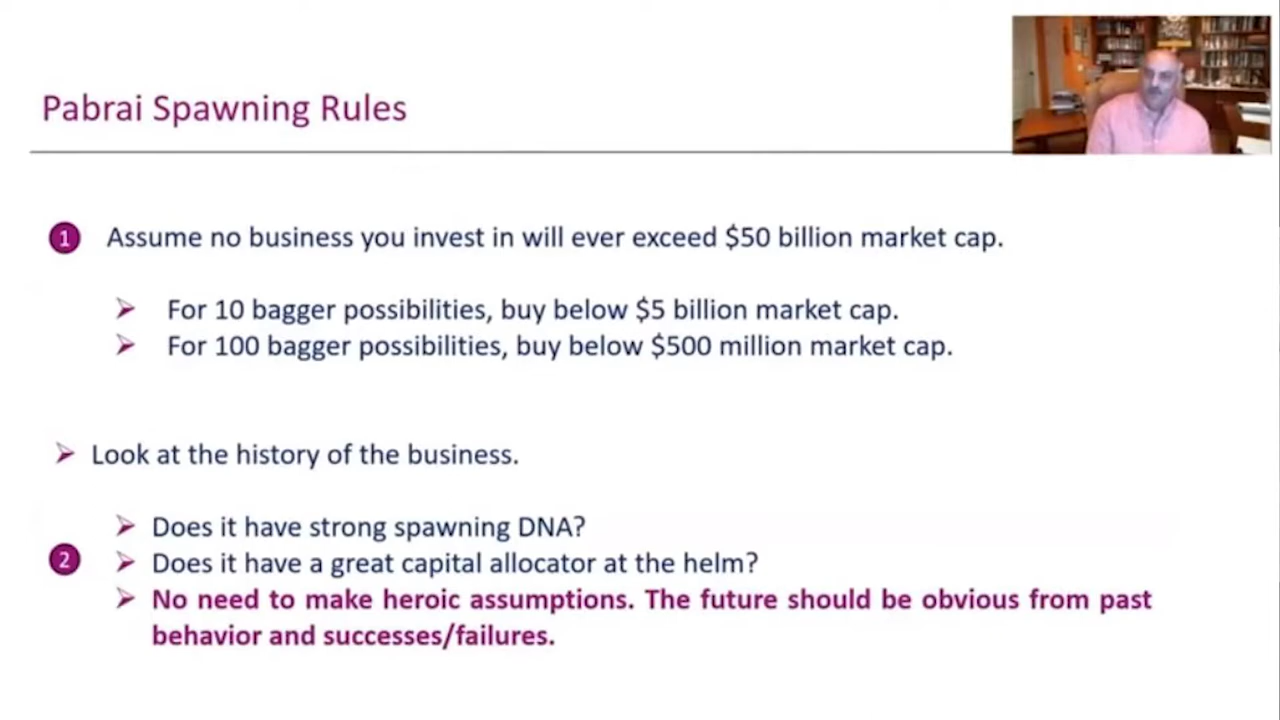 Pabrai Spawning Rules
1 Assume no business you invest in will ever exceed $50 billion market cap.
➢ For 10 bagger possibilities, buy below $5 billion market cap.
➢ For 100 bagger possibilities, buy below $500 million market cap.
➢ Look at the history of the business.
➢ Does it have strong spawning DNA?
2 ➢ Does it have a great capital allocator at the helm?
➢ No need to make heroic assumptions. The future should be obvious from past
behavior and successes/failures.